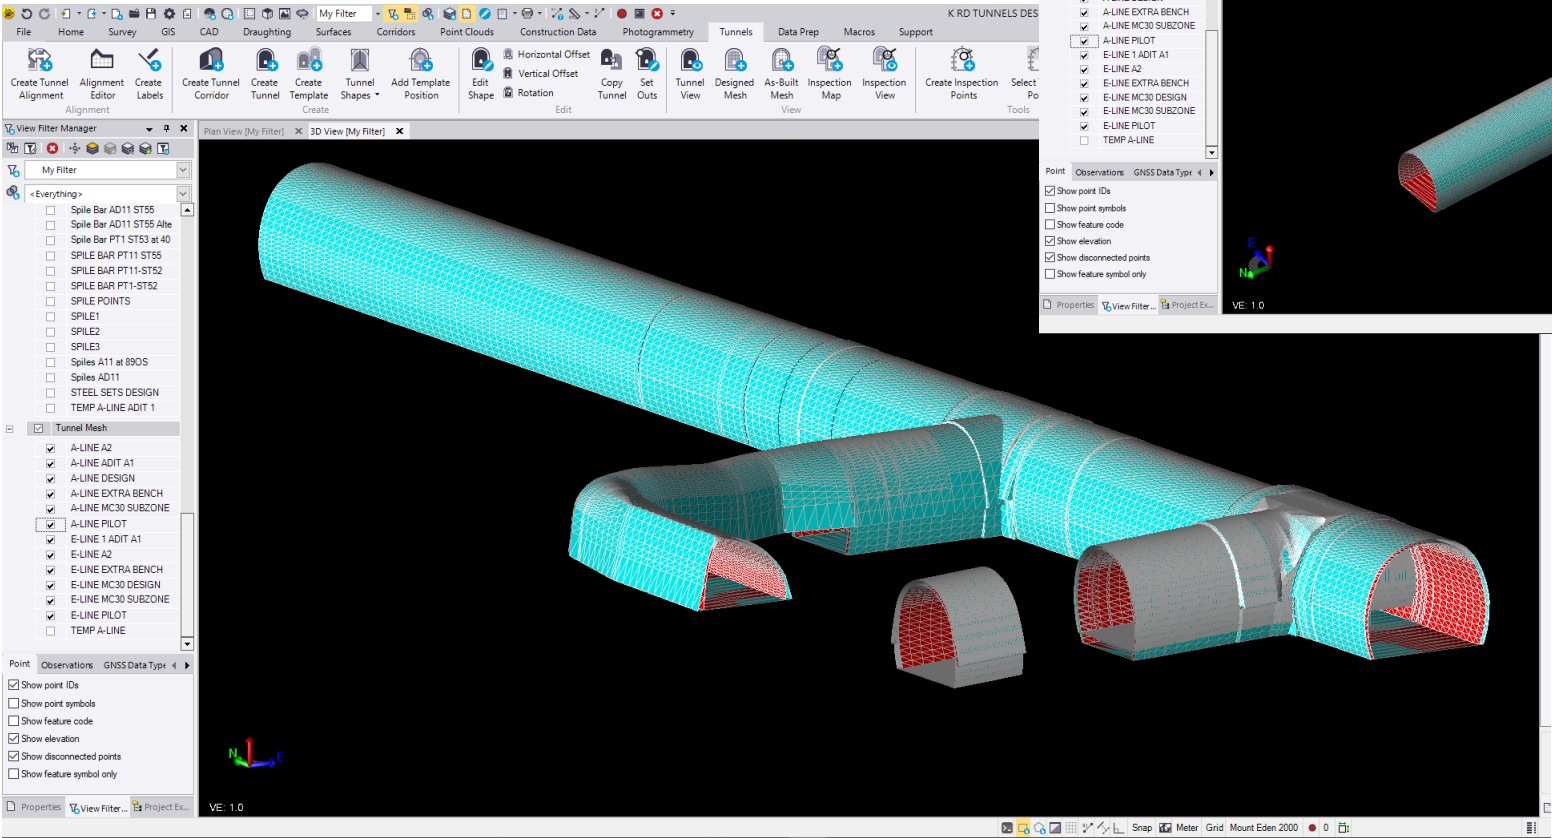 My Filter
K RD TUNNELS DES
File Home Survey GIS CAD Draughting Surfaces Corridors Point Clouds Construction Data Photogrammetry Tunnels Data Prep Macros Support
Create Tunnel Alignment
Alignment Editor
Create Labels
Alignment
Create Tunnel Corridor
Create Tunnel
Create Template
Tunnel Shapes
Add Template Position
Create
Edit Shape
Horizontal Offset
Vertical Offset
Rotation
Copy Tunnel
Set Outs
Edit
Tunnel View
Designed Mesh
As-Built Mesh
Inspection Map
Inspection View
View
Create Inspection Points
Select
Po
Tools
View Filter Manager
Plan View [My Filter]
3D View [My Filter]
My Filter
<Everything>
Spile Bar AD11 ST55
Spile Bar AD11 ST55 Alte
Spile Bar PT1 ST53 at 40
SPILE BAR PT11 ST55
SPILE BAR PT11-ST52
SPILE BAR PT1-ST52
SPILE POINTS
SPILE1
SPILE2
SPILE3
Spiles A11 at 89OS
Spiles AD11
STEEL SETS DESIGN
TEMP A-LINE ADIT 1
Tunnel Mesh
A-LINE A2
A-LINE ADIT A1
A-LINE DESIGN
A-LINE EXTRA BENCH
A-LINE MC30 SUBZONE
A-LINE PILOT
E-LINE 1 ADIT A1
E-LINE A2
E-LINE EXTRA BENCH
E-LINE MC30 DESIGN
E-LINE MC30 SUBZONE
E-LINE PILOT
TEMP A-LINE
Point Observations GNSS Data Type
Show point IDs
Show point symbols
Show feature code
Show elevation
Show disconnected points
Show feature symbol only
Properties View Filter... Project Ex...
N E
VE: 1.0
A-LINE EXTRA BENCH
A-LINE MC30 SUBZONE
A-LINE PILOT
E-LINE 1 ADIT A1
E-LINE A2
E-LINE EXTRA BENCH
E-LINE MC30 DESIGN
E-LINE MC30 SUBZONE
E-LINE PILOT
TEMP A-LINE
Point Observations GNSS Data Type
Show point IDs
Show point symbols
Show feature code
Show elevation
Show disconnected points
Show feature symbol only
Properties View Filter... Project Ex...
E
N
VE: 1.0
Snap Meter Grid Mount Eden 2000 0